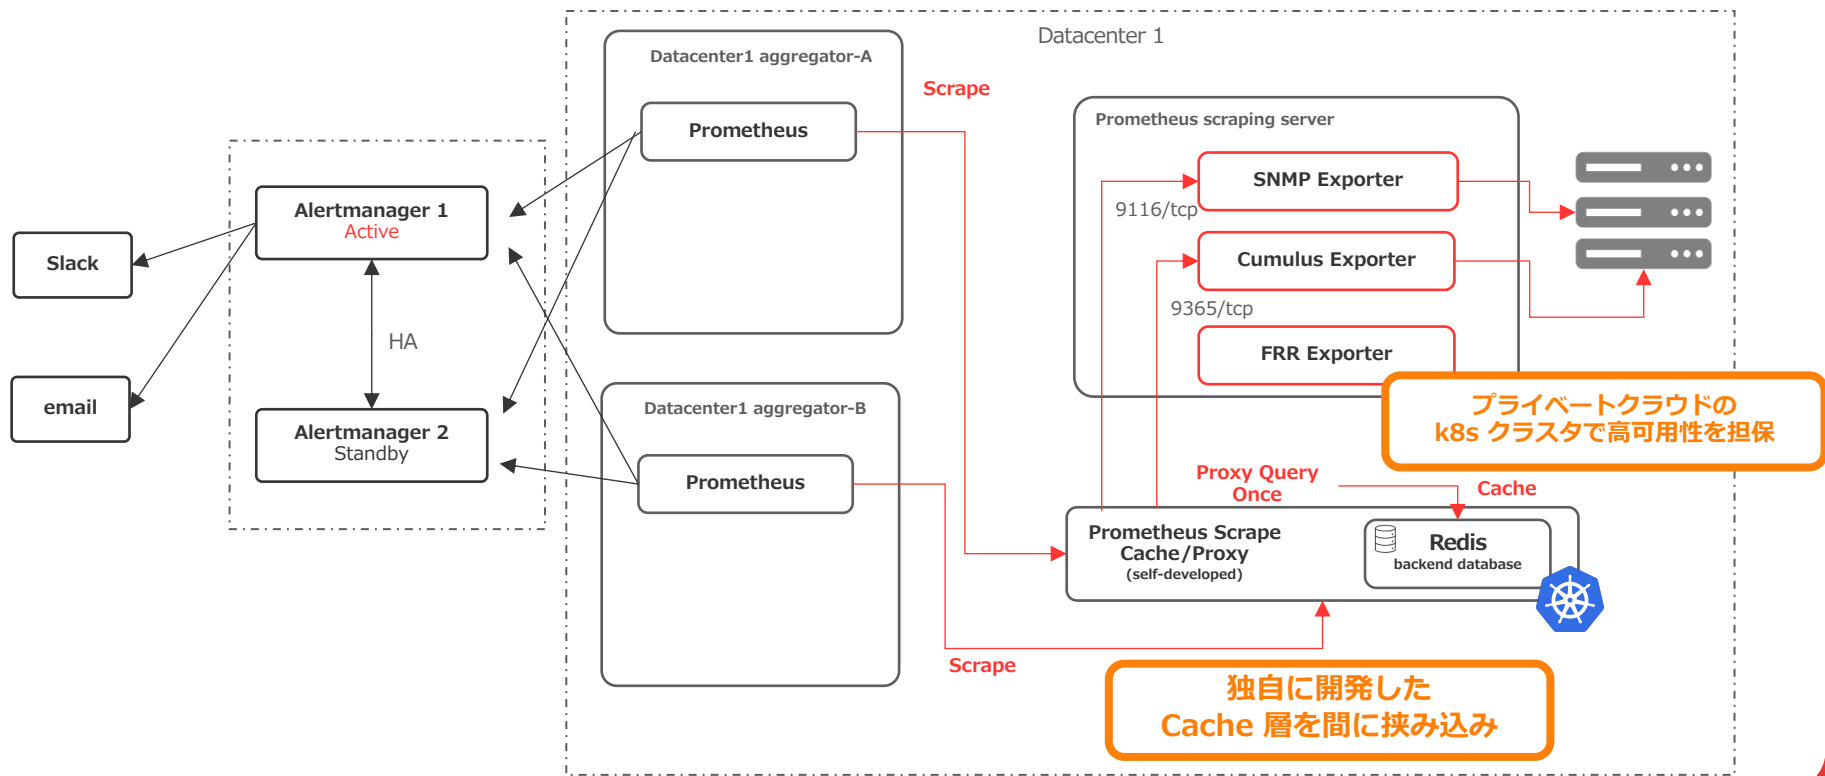 Datacenter 1
Datacenter1 aggregator-A
Prometheus
Scrape
Prometheus scraping server
SNMP Exporter
9116/tcp
Cumulus Exporter
9365/tcp
FRR Exporter
プライベートクラウドの
k8s クラスタで高可用性を担保
Alertmanager 1
Active
HA
Alertmanager 2
Standby
Slack
email
Datacenter1 aggregator-B
Prometheus
Scrape
Proxy Query
Once
Cache
Prometheus Scrape
Cache/Proxy
(self-developed)
Redis
backend database
独自に開発した
Cache 層を間に挟み込み